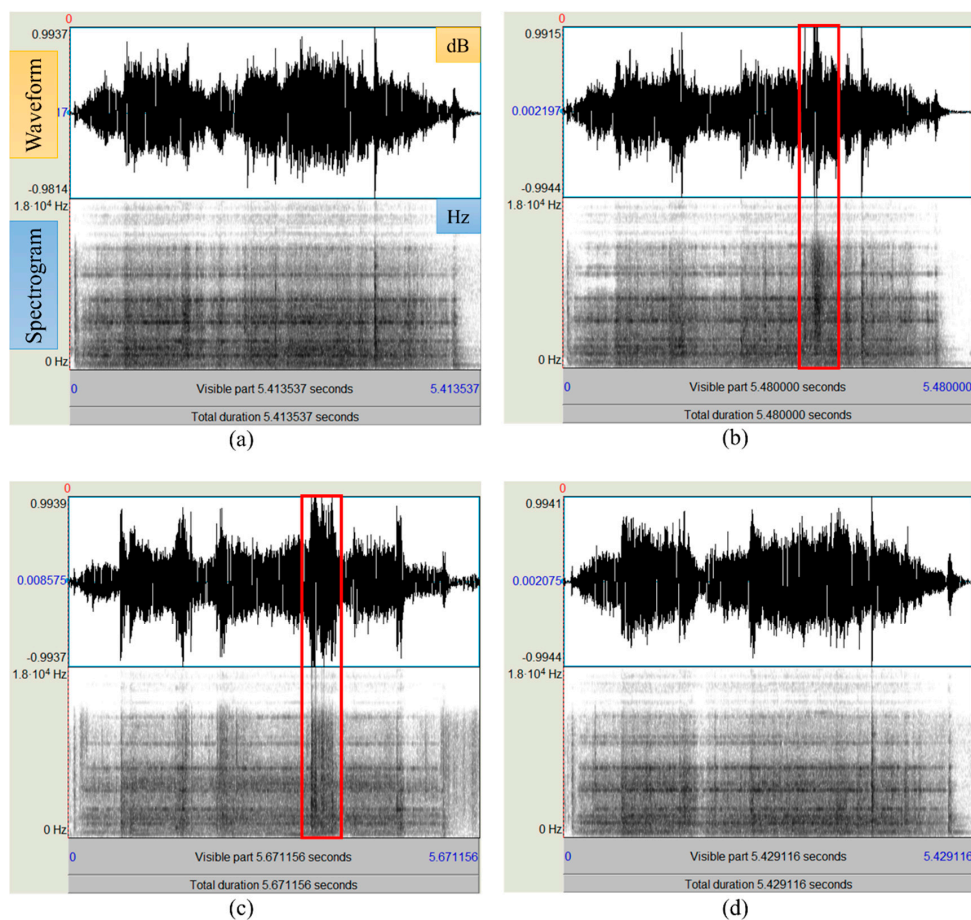 0
0.9937
dB
Waveform
17
-0.9814
1.8·10⁴ Hz
Hz
Spectrogram
0 Hz
0
Visible part 5.413537 seconds
5.413537
Total duration 5.413537 seconds
(a)
0
0.9915
0.002197
-0.9944
1.8·10⁴ Hz
0 Hz
0
Visible part 5.480000 seconds
5.480000
Total duration 5.480000 seconds
(b)
0
0.9939
0.008575
-0.9937
1.8·10⁴ Hz
0 Hz
0
Visible part 5.671156 seconds
5.671156
Total duration 5.671156 seconds
(c)
0
0.9941
0.002075
-0.9944
1.8·10⁴ Hz
0 Hz
0
Visible part 5.429116 seconds
5.429116
Total duration 5.429116 seconds
(d)